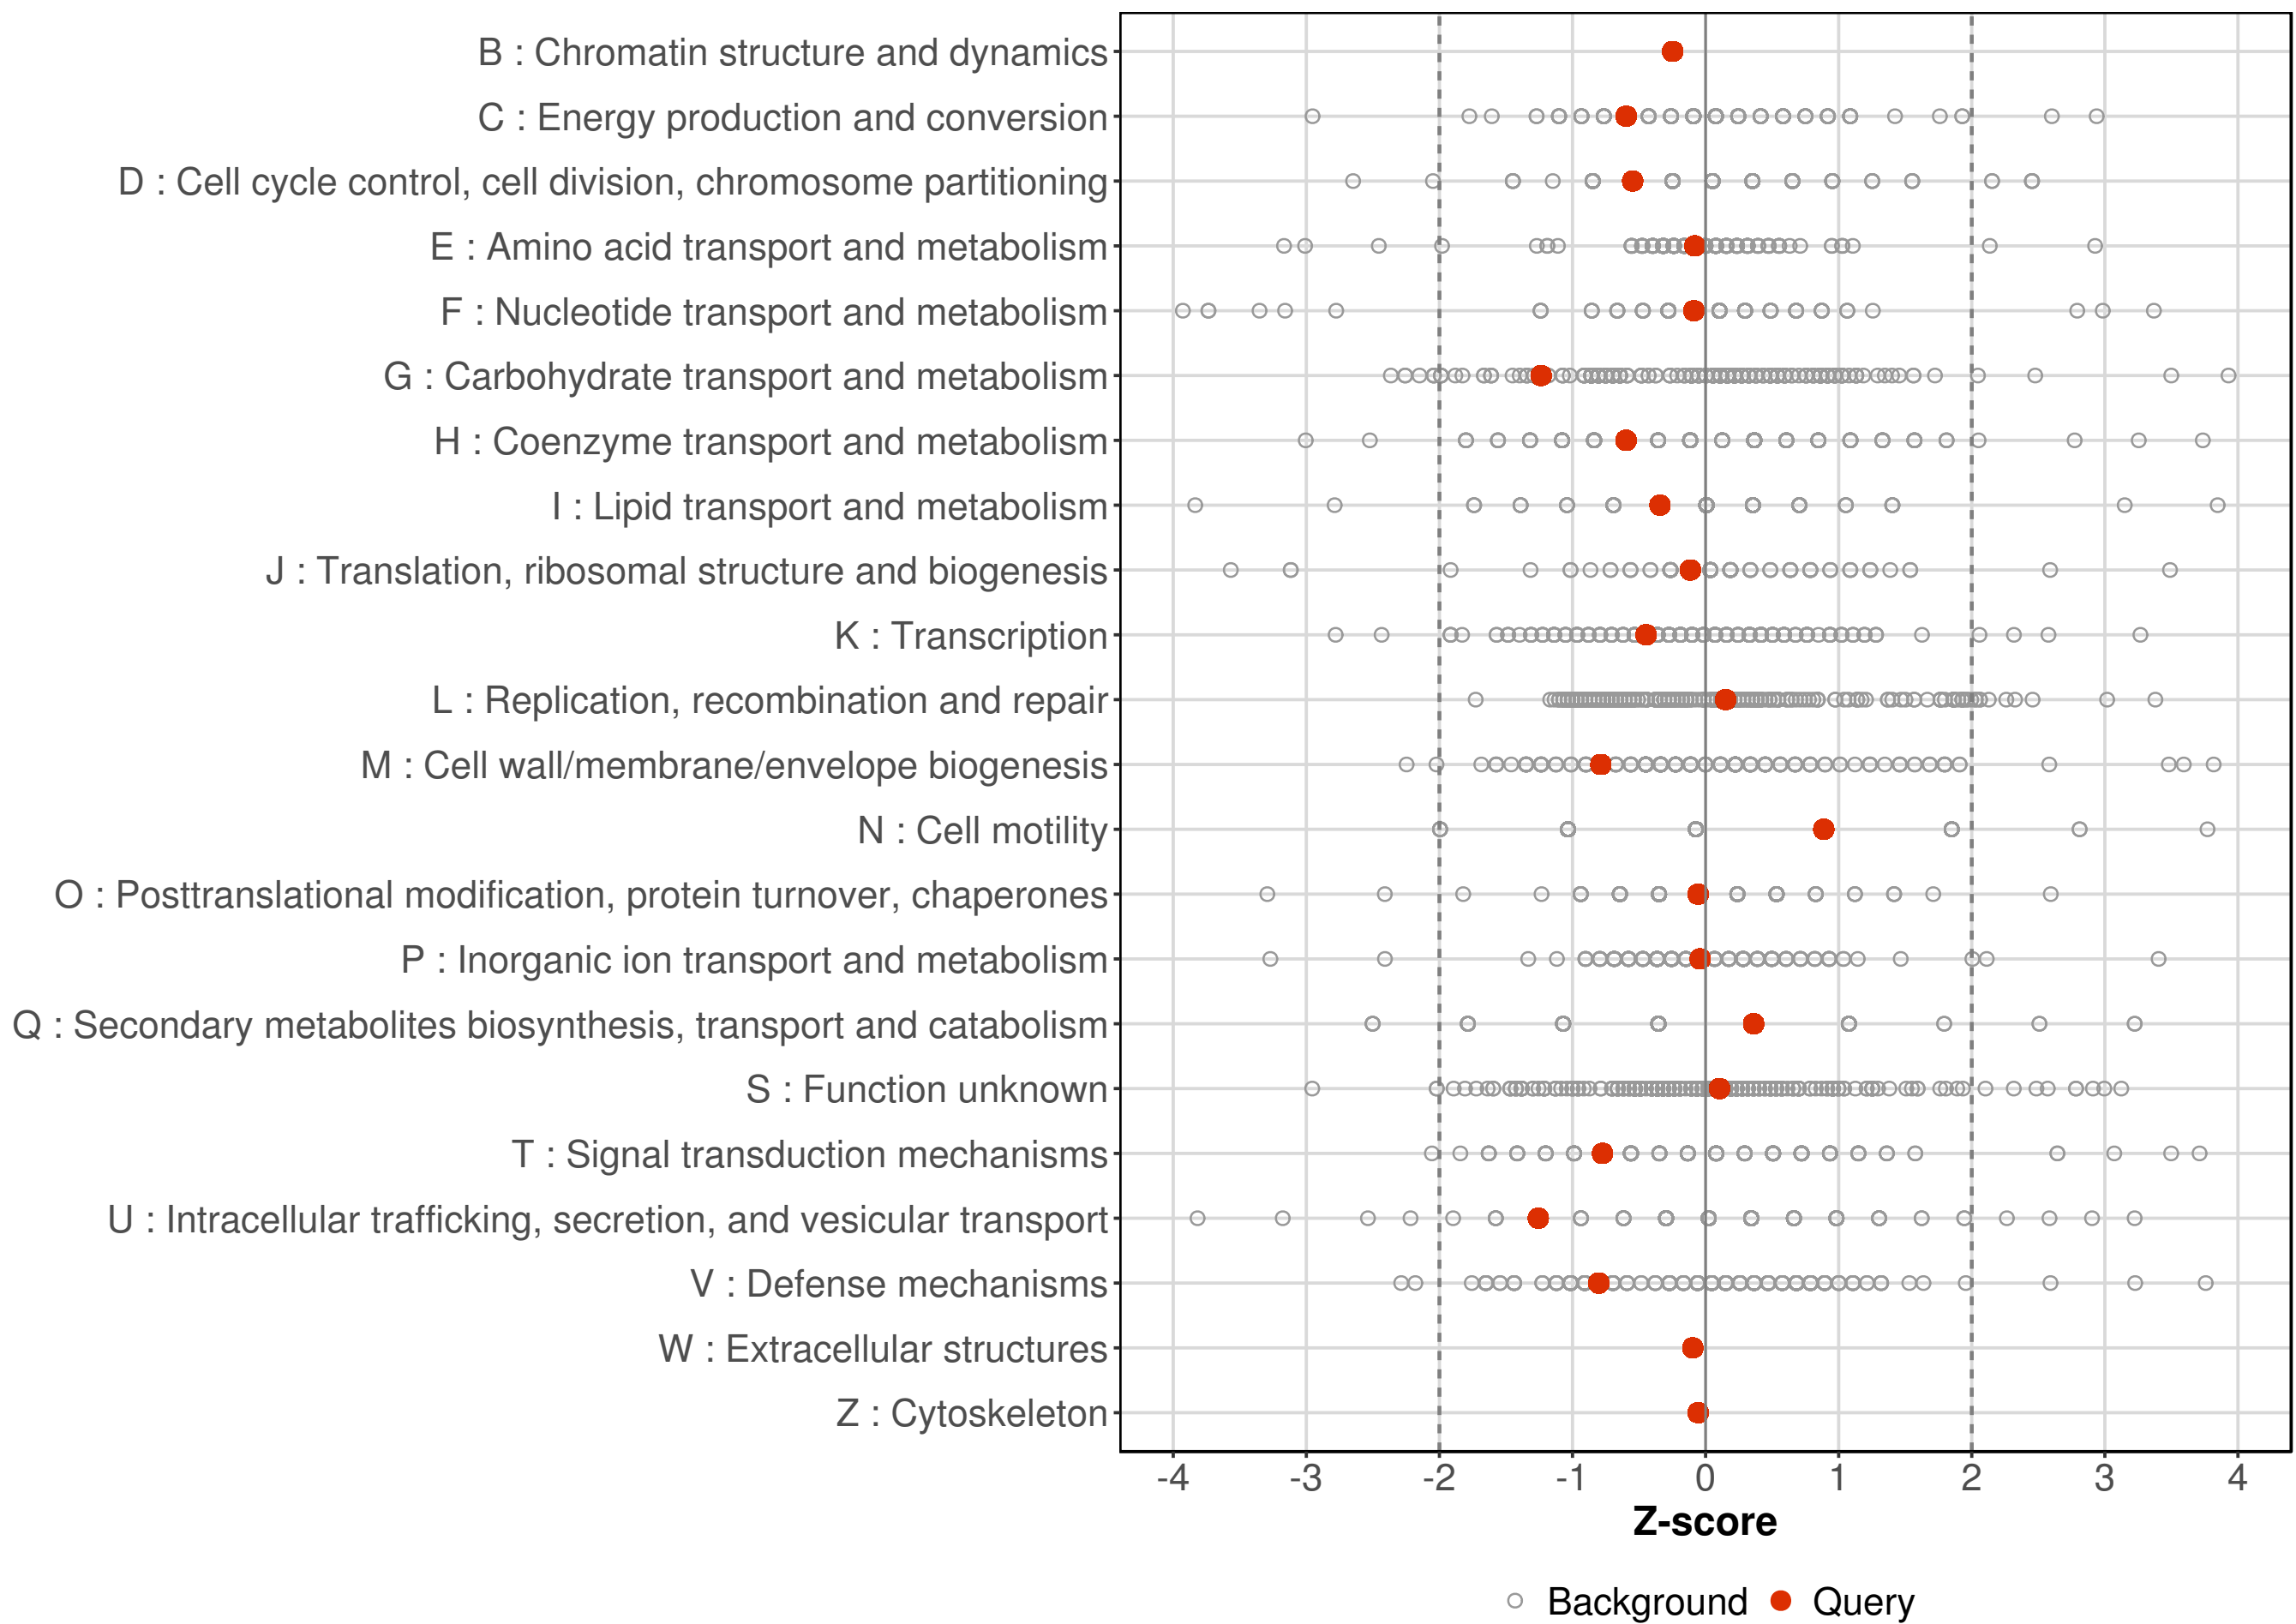 B : Chromatin structure and dynamics
C : Energy production and conversion
D : Cell cycle control, cell division, chromosome partitioning
E : Amino acid transport and metabolism
F : Nucleotide transport and metabolism
G : Carbohydrate transport and metabolism
H : Coenzyme transport and metabolism
I : Lipid transport and metabolism
J : Translation, ribosomal structure and biogenesis
K : Transcription
L : Replication, recombination and repair
M : Cell wall/membrane/envelope biogenesis
N : Cell motility
O : Posttranslational modification, protein turnover, chaperones
P : Inorganic ion transport and metabolism
Q : Secondary metabolites biosynthesis, transport and catabolism
S : Function unknown
T : Signal transduction mechanisms
U : Intracellular trafficking, secretion, and vesicular transport
V : Defense mechanisms
W : Extracellular structures
Z : Cytoskeleton
-4 -3 -2 -1 0 1 2 3 4
Z-score
Background Query